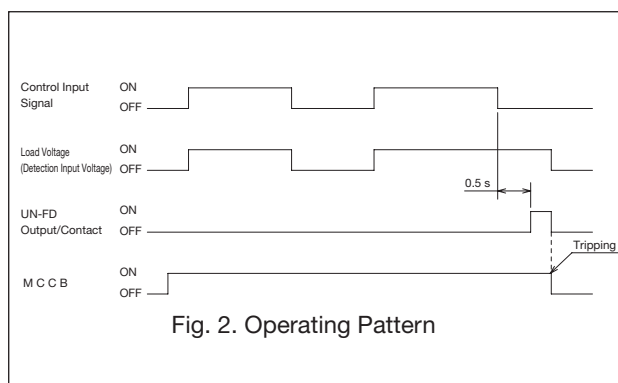 Control Input
Signal
ON
OFF
Load Voltage
(Detection Input Voltage)
ON
OFF
0.5 s
UN-FD
Output/Contact
ON
OFF
Tripping
M C C B
ON
OFF
Fig. 2. Operating Pattern